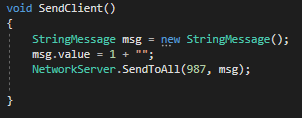 void SendClient()
{
StringMessage msg = new StringMessage();
msg.value = 1 + "";
NetworkServer.SendToAll(987, msg);
}